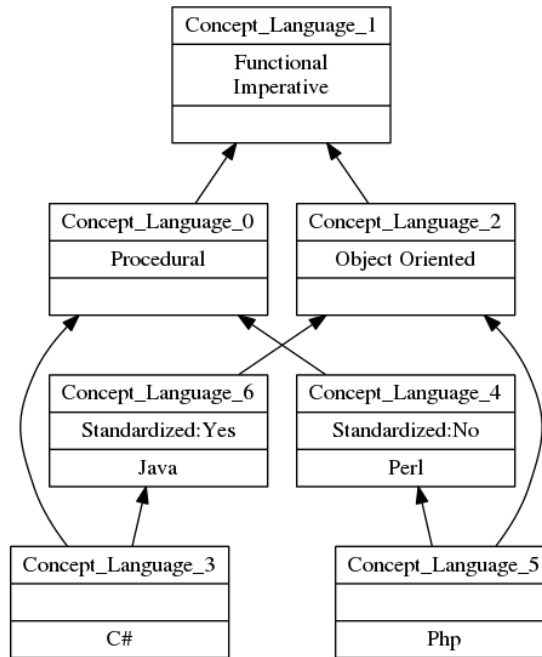 Concept_Language_1
Functional
Imperative
Concept_Language_0
Procedural
Concept_Language_2
Object Oriented
Concept_Language_6
Standardized:Yes
Java
Concept_Language_4
Standardized:No
Perl
Concept_Language_3
C#
Concept_Language_5
Php